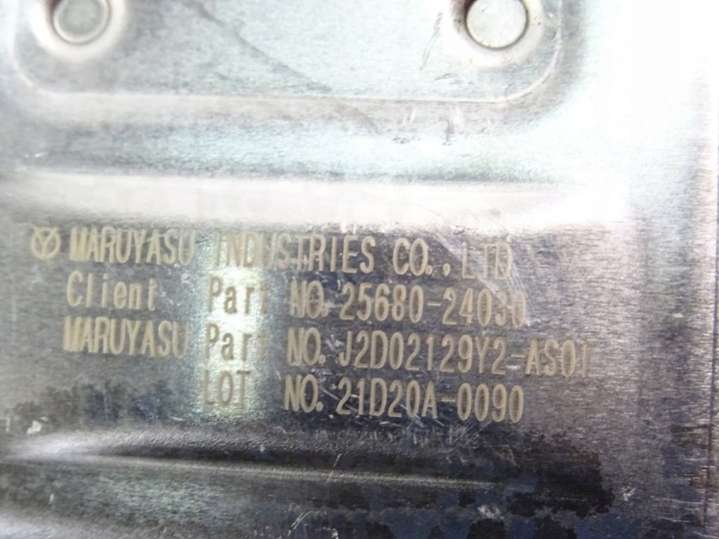 MARUYASU INDUSTRIES CO.,LTD
Client Part NO. 25680-24030
MARUYASU Part NO. J2D02129Y2-AS01
LOT NO. 21D20A-0090